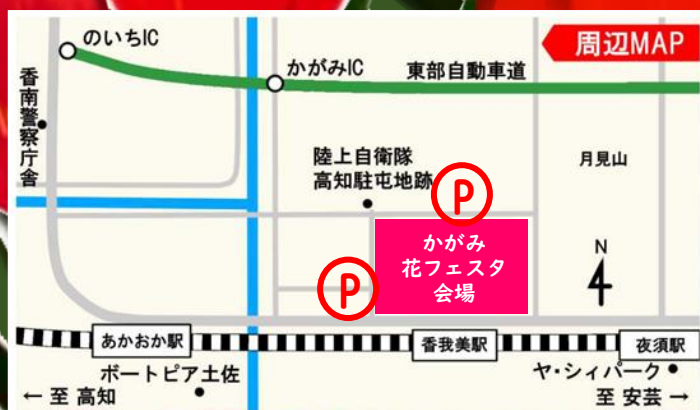 周辺MAP
のいちIC
かがみIC
東部自動車道
香南警察庁舎
陸上自衛隊
高知駐屯地跡
月見山
P
かがみ
花フェスタ
会場
P
N
あかおか駅
香我美駅
夜須駅
ボートピア土佐
ヤ・シィパーク
← 至 高知
至 安芸 →